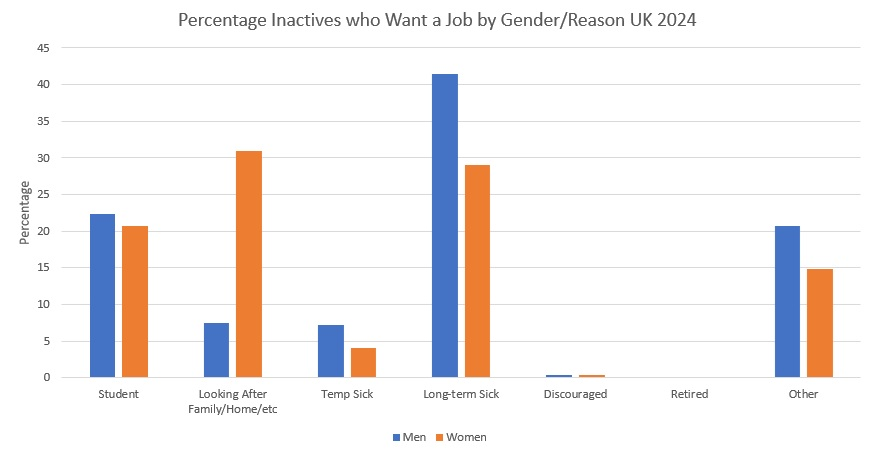 Percentage Inactives who Want a Job by Gender/Reason UK 2024
45
40
35
30
25
20
15
10
5
0
Percentage
Student
Looking After
Family/Home/etc
Temp Sick
Long-term Sick
Discouraged
Retired
Other
Men
Women